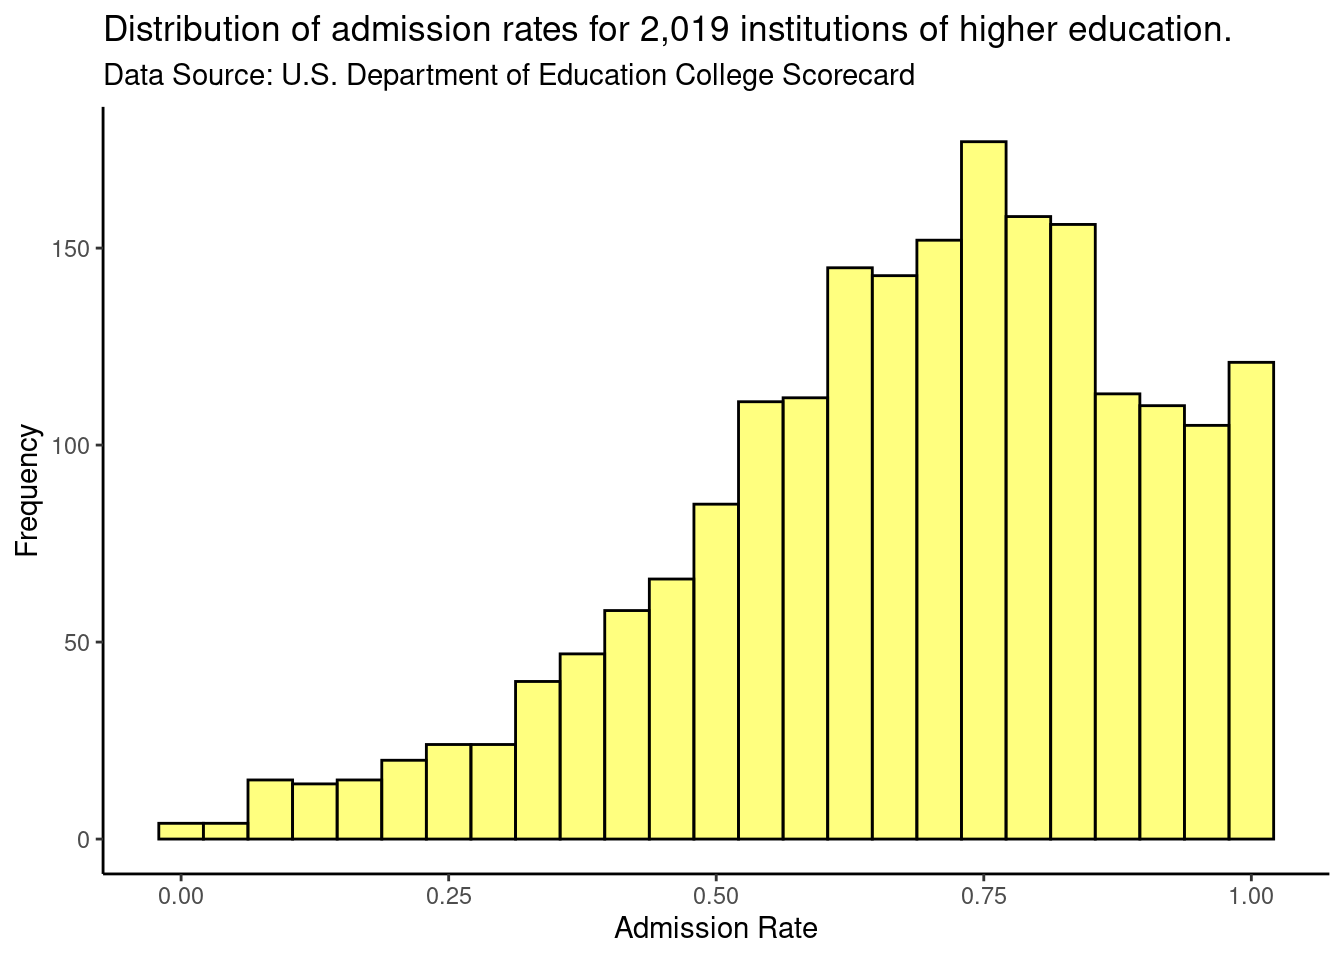 Distribution of admission rates for 2,019 institutions of higher education.
Data Source: U.S. Department of Education College Scorecard
150
100
50
0
Frequency
0.00 0.25 0.50 0.75 1.00
Admission Rate